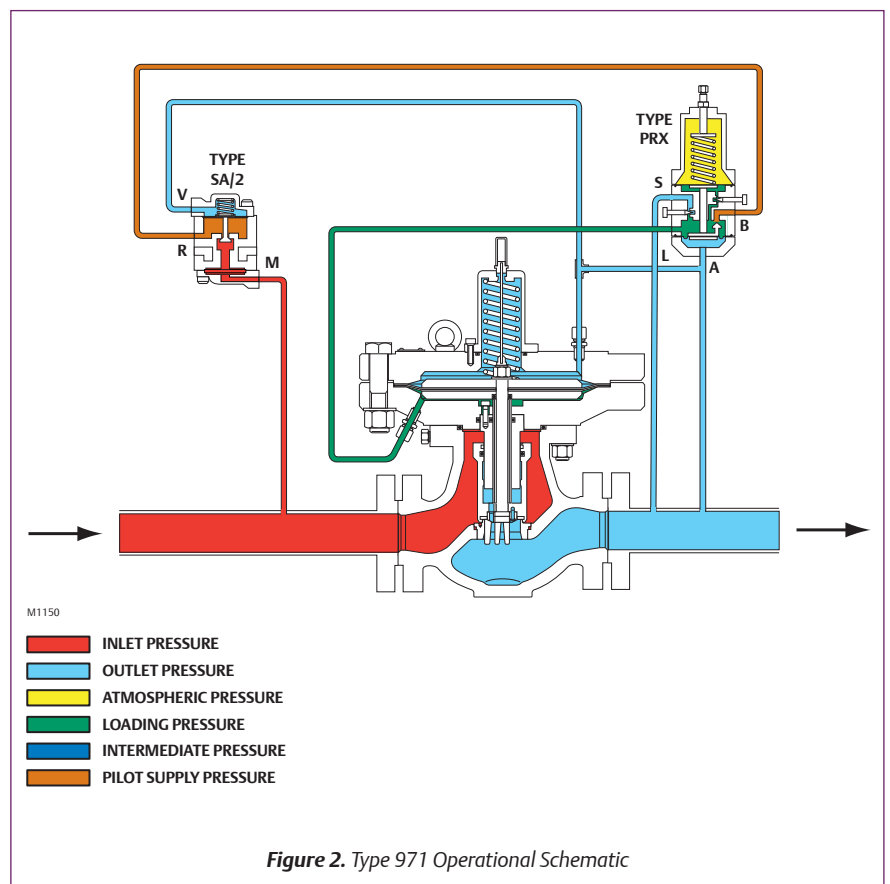 TYPE
SA/2
V
R
M
TYPE
PRX
S
B
L
A
M1150
INLET PRESSURE
OUTLET PRESSURE
ATMOSPHERIC PRESSURE
LOADING PRESSURE
INTERMEDIATE PRESSURE
PILOT SUPPLY PRESSURE
Figure 2. Type 971 Operational Schematic